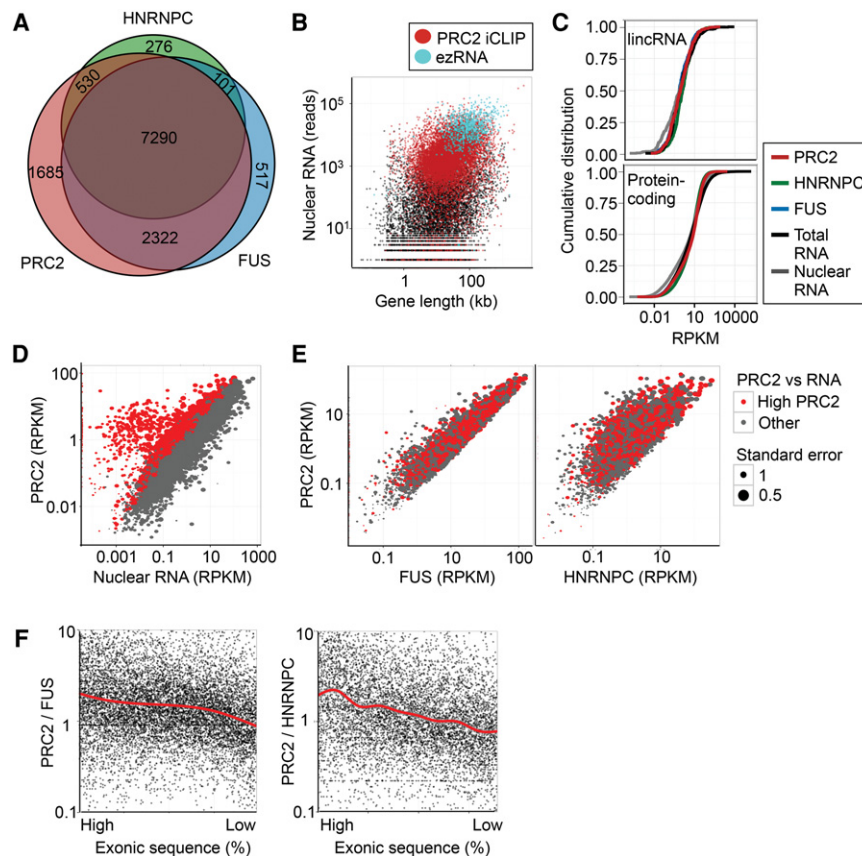 A
HNRNPC
276
530
101
7290
1685
517
2322
PRC2
FUS
B
PRC2 iCLIP
ezRNA
Nuclear RNA (reads)
10⁵
10³
10¹
1
100
Gene length (kb)
C
Cumulative distribution
lincRNA
1.00
0.75
0.50
0.25
0.00
Protein-
coding
1.00
0.75
0.50
0.25
0.00
0.01
10
10000
RPKM
PRC2
HNRNPC
FUS
Total
RNA
Nuclear
RNA
D
PRC2 (RPKM)
100
1
0.01
0.001
0.1
10
1000
Nuclear RNA (RPKM)
E
PRC2 (RPKM)
10
0.1
0.1
10
100
FUS (RPKM)
0.1
10
HNRNPC (RPKM)
PRC2 vs RNA
High PRC2
Other
Standard error
1
0.5
F
PRC2 / FUS
10
1
0.1
High
Low
Exonic sequence (%)
PRC2 / HNRNPC
10
1
0.1
High
Low
Exonic sequence (%)